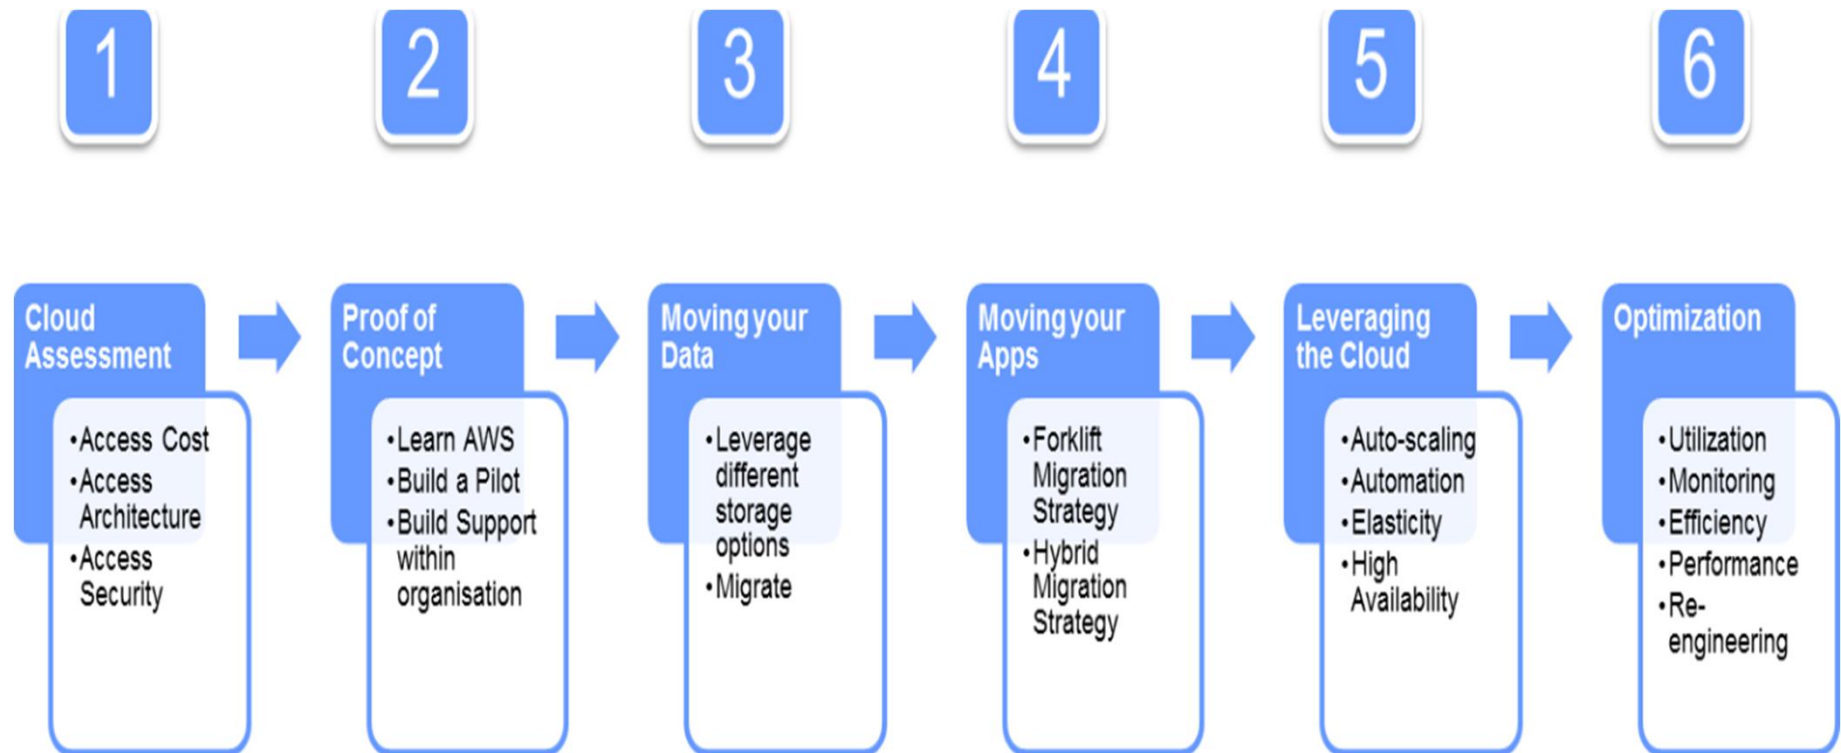 1
2
3
4
5
6
Cloud
Assessment
•Access Cost
•Access
Architecture
•Access
Security
Proof of
Concept
•Learn AWS
•Build a Pilot
•Build Support
within
organisation
Moving your
Data
•Leverage
different
storage
options
•Migrate
Moving your
Apps
•Forklift
Migration
Strategy
•Hybrid
Migration
Strategy
Leveraging
the Cloud
•Auto-scaling
•Automation
•Elasticity
•High
Availability
Optimization
•Utilization
•Monitoring
•Efficiency
•Performance
•Re-
engineering